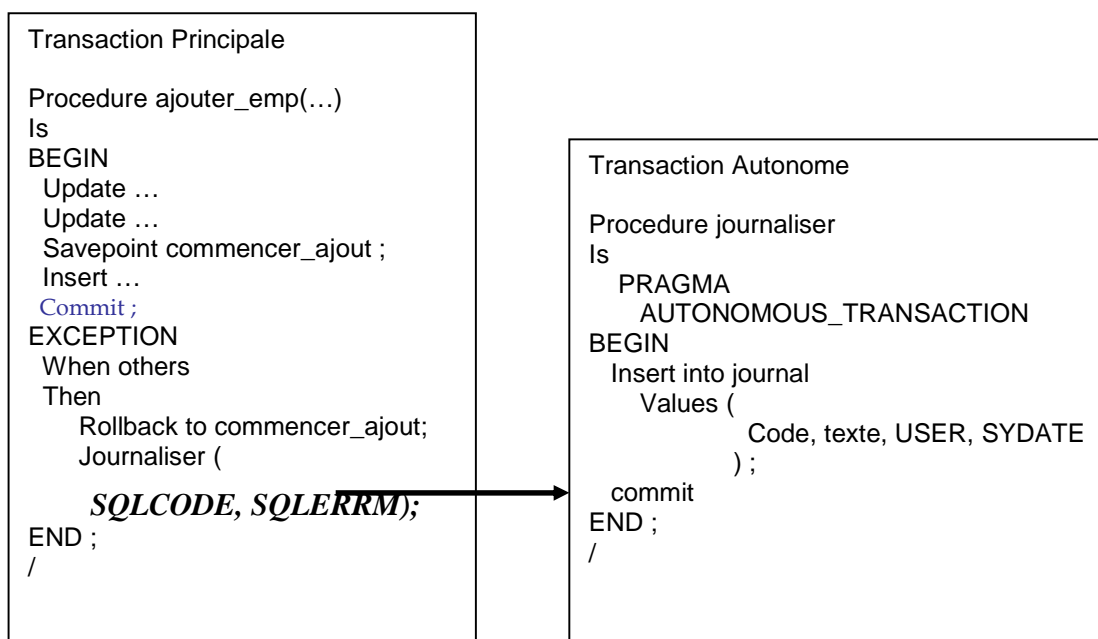 Transaction Principale
Procedure ajouter_emp(…)
Is
BEGIN
Update …
Update …
Savepoint commencer_ajout ;
Insert …
Commit ;
EXCEPTION
When others
Then
Rollback to commencer_ajout;
Journaliser (
SQLCODE, SQLERRM);
END ;
/
Transaction Autonome
Procedure journaliser
Is
PRAGMA
AUTONOMOUS_TRANSACTION
BEGIN
Insert into journal
Values (
Code, texte, USER, SYDATE
) ;
commit
END ;
/